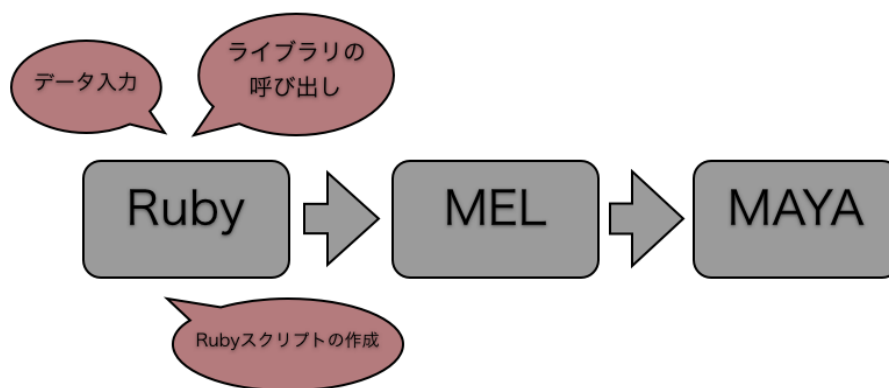 データ入力
ライブラリの
呼び出し
Ruby
MEL
MAYA
Rubyスクリプトの作成